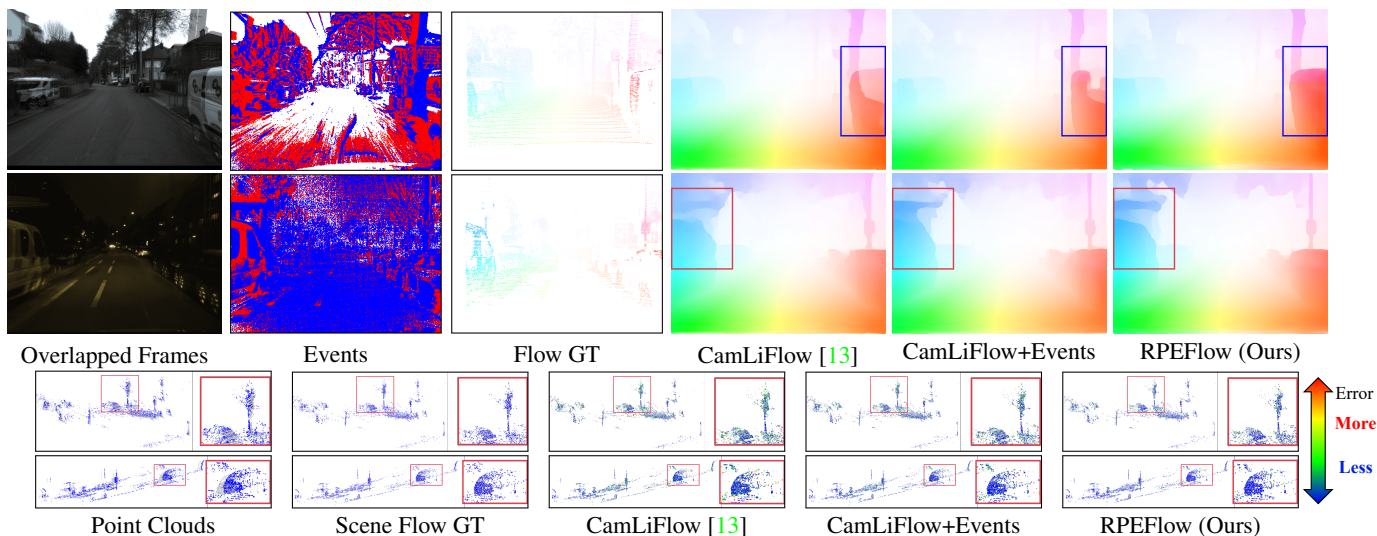 Overlapped Frames Events Flow GT CamLiFlow [13] CamLiFlow+Events RPEFlow (Ours)
Error
More
Less
Point Clouds Scene Flow GT CamLiFlow [13] CamLiFlow+Events RPEFlow (Ours)